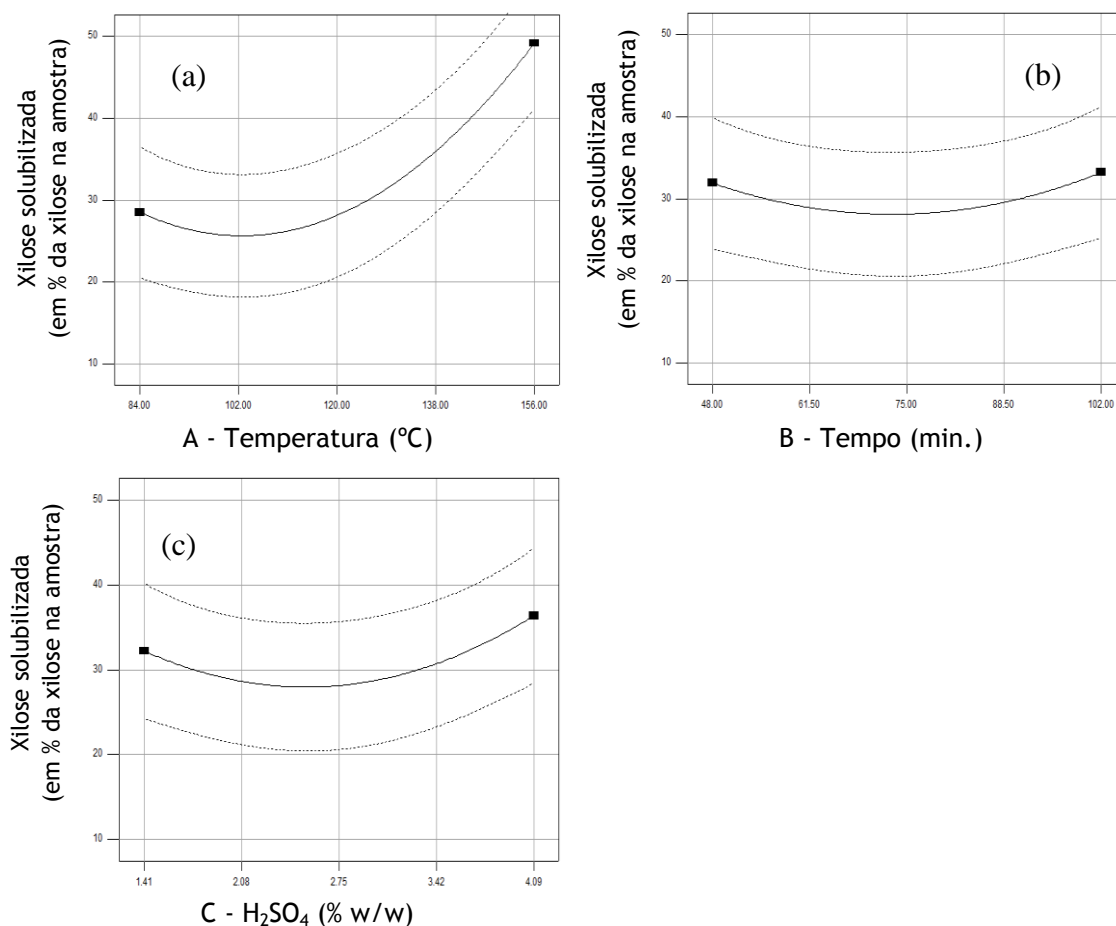 Xilose solubilizada
(em % da xilose na amostra)
50
40
30
20
10
(a)
84.00 102.00 120.00 138.00 156.00
A - Temperatura (ºC)
Xilose solubilizada
(em % da xilose na amostra)
50
40
30
20
10
(b)
48.00 61.50 75.00 88.50 102.00
B - Tempo (min.)
Xilose solubilizada
(em % da xilose na amostra)
50
40
30
20
10
(c)
1.41 2.08 2.75 3.42 4.09
C - H₂SO₄ (% w/w)